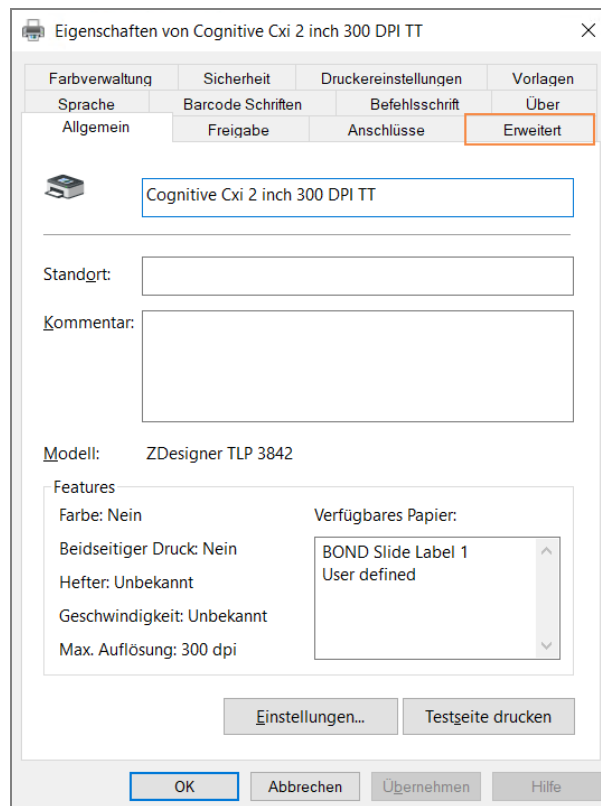 Eigenschaften von Cognitive Cxi 2 inch 300 DPI TT
Farbverwaltung Sicherheit Druckereinstellungen Vorlagen
Sprache Barcode Schriften Befehlsschrift Über
Allgemein Freigabe Anschlüsse Erweitert
Cognitive Cxi 2 inch 300 DPI TT
Standort:
Kommentar:
Modell: ZDesigner TLP 3842
Features
Farbe: Nein Verfügbares Papier:
Beidseitiger Druck: Nein BOND Slide Label 1
User defined
Hefter: Unbekannt
Geschwindigkeit: Unbekannt
Max. Auflösung: 300 dpi
Einstellungen... Testseite drucken
OK Abbrechen Übernehmen Hilfe